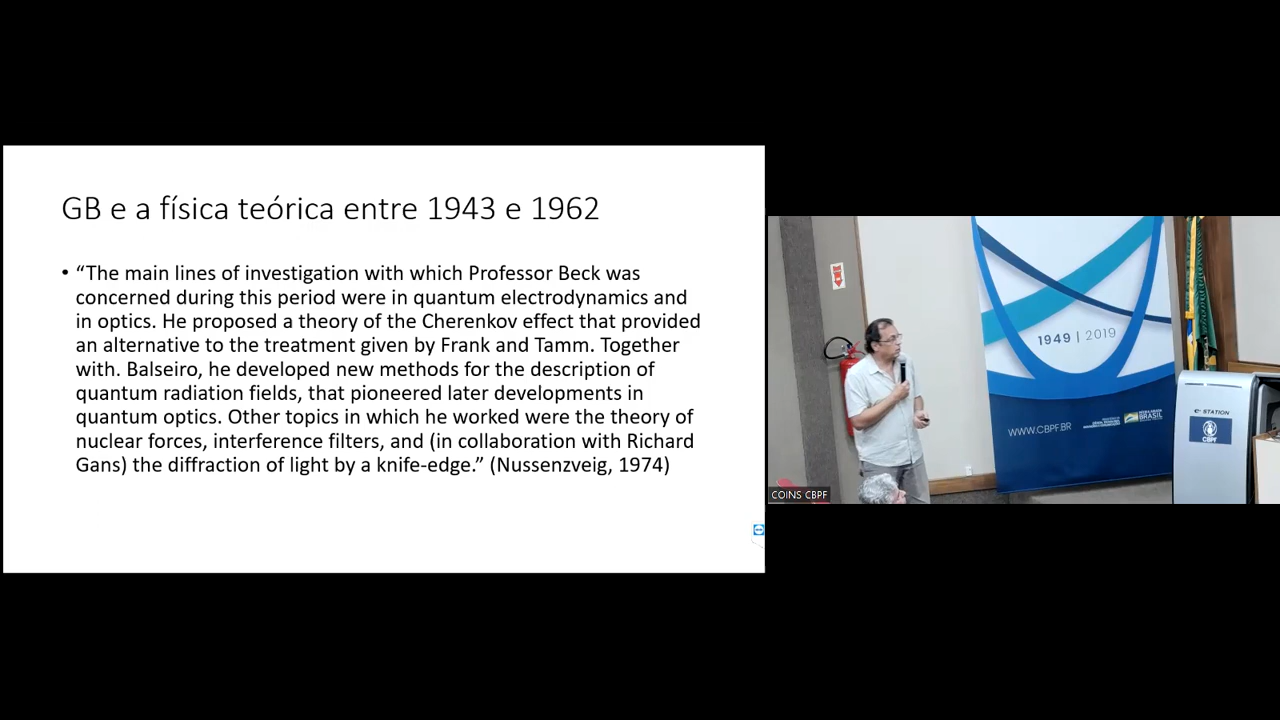 GB e a física teórica entre 1943 e 1962
• “The main lines of investigation with which Professor Beck was
concerned during this period were in quantum electrodynamics and
in optics. He proposed a theory of the Cherenkov effect that provided
an alternative to the treatment given by Frank and Tamm. Together
with. Balseiro, he developed new methods for the description of
quantum radiation fields, that pioneered later developments in
quantum optics. Other topics in which he worked were the theory of
nuclear forces, interference filters, and (in collaboration with Richard
Gans) the diffraction of light by a knife-edge.” (Nussenzveig, 1974)
1949 | 2019
WWW.CBPF.BR
BRASIL
e-STATION
CBPF
COINS CBPF